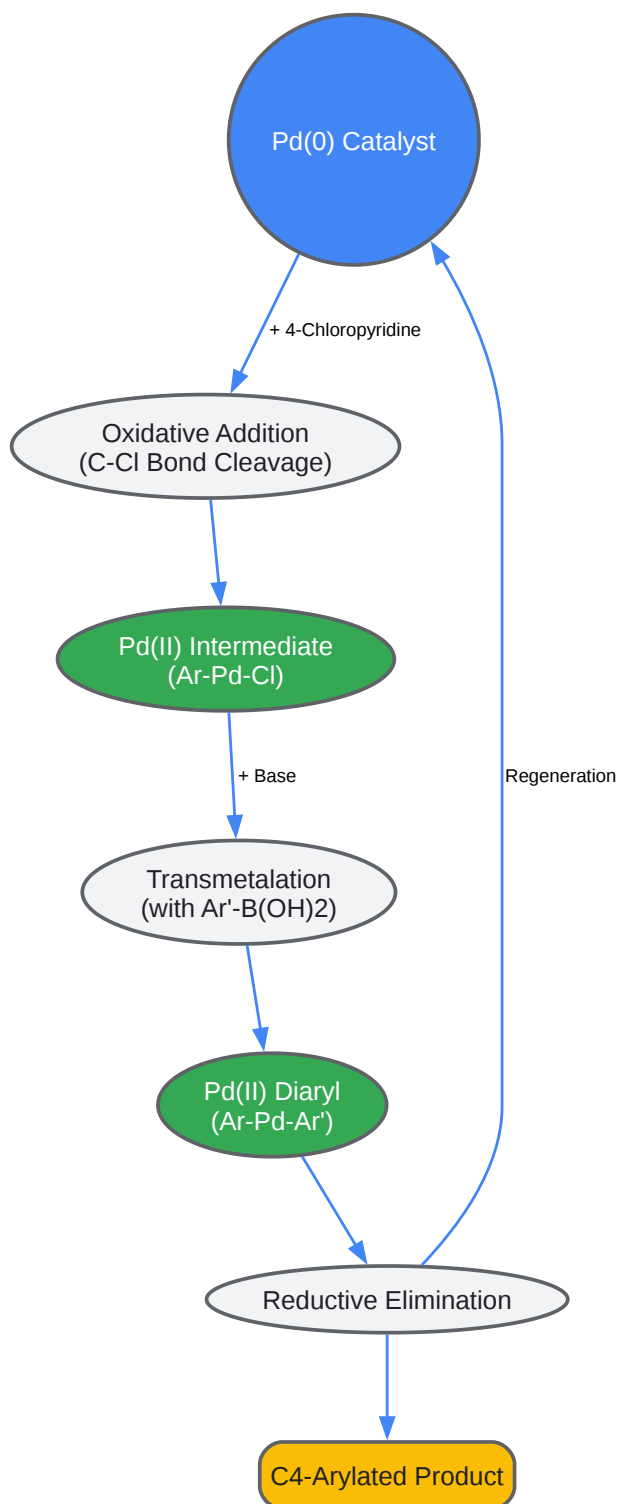 Pd(0) Catalyst
+ 4-Chloropyridine
Oxidative Addition
(C-Cl Bond Cleavage)
Pd(II) Intermediate
(Ar-Pd-Cl)
+ Base
Regeneration
Transmetalation
(with Ar'-B(OH)2)
Pd(II) Diaryl
(Ar-Pd-Ar')
Reductive Elimination
C4-Arylated Product